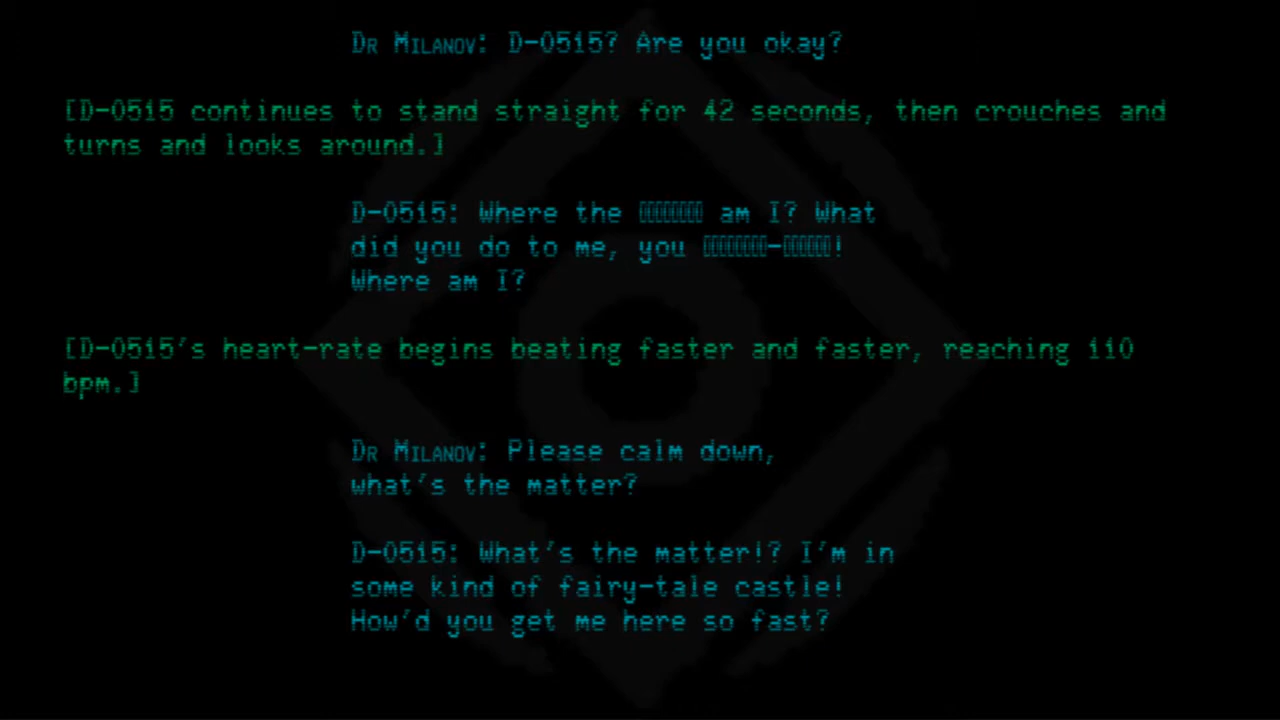 Dr Milanov: D-0515? Are you okay?
[D-0515 continues to stand straight for 42 seconds, then crouches and
turns and looks around.]
D-0515: Where the ▯▯▯▯▯▯▯▯ am I? What
did you do to me, you ▯▯▯▯▯▯▯▯-▯▯▯▯▯▯!
Where am I?
[D-0515's heart-rate begins beating faster and faster, reaching 110
bpm.]
Dr Milanov: Please calm down,
what's the matter?
D-0515: What's the matter!? I'm in
some kind of fairy-tale castle!
How'd you get me here so fast?